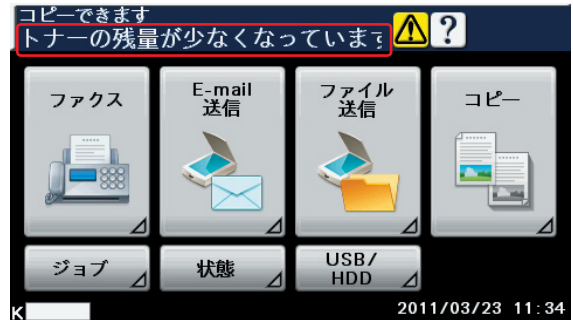 コピーできます
トナーの残量が少なくなっていま
?
ファクス
E-mail
送信
ファイル
送信
コピー
ジョブ
状態
USB/
HDD
K
2011/03/23 11:34